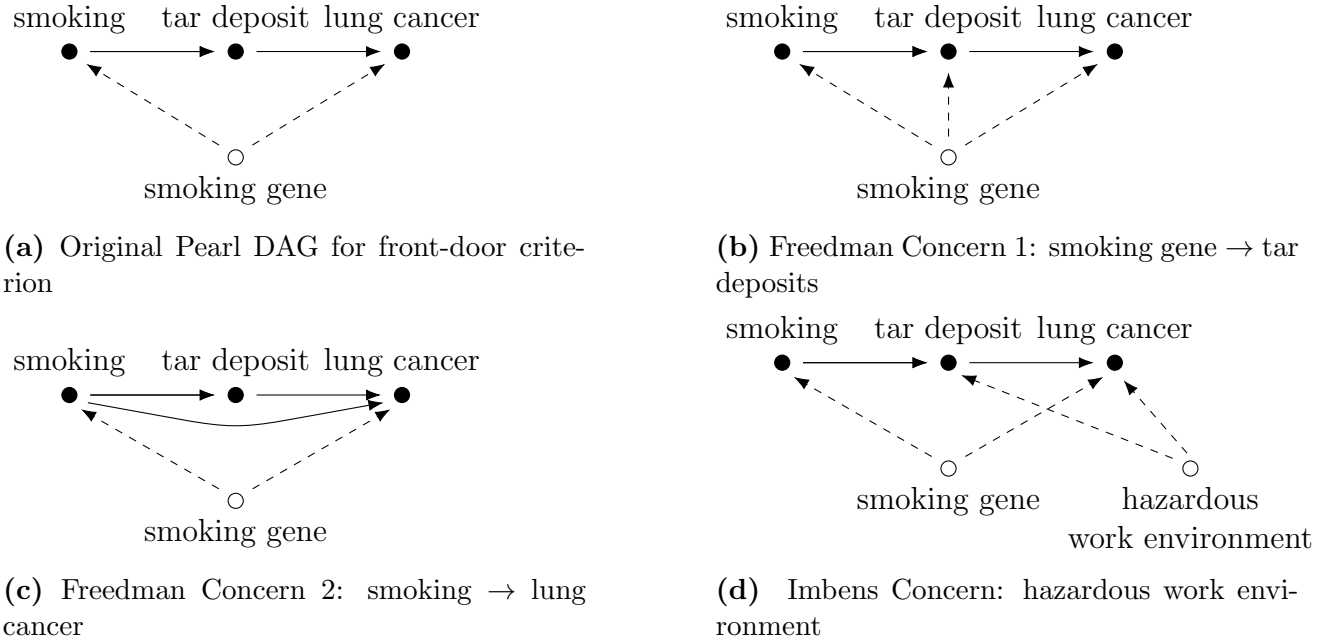 smoking tar deposit lung cancer
smoking gene
(a) Original Pearl DAG for front-door crite-
rion
smoking tar deposit lung cancer
smoking gene
(b) Freedman Concern 1: smoking gene → tar
deposits
smoking tar deposit lung cancer
smoking gene
(c) Freedman Concern 2: smoking → lung
cancer
smoking tar deposit lung cancer
smoking gene
hazardous
work environment
(d) Imbens Concern: hazardous work envi-
ronment